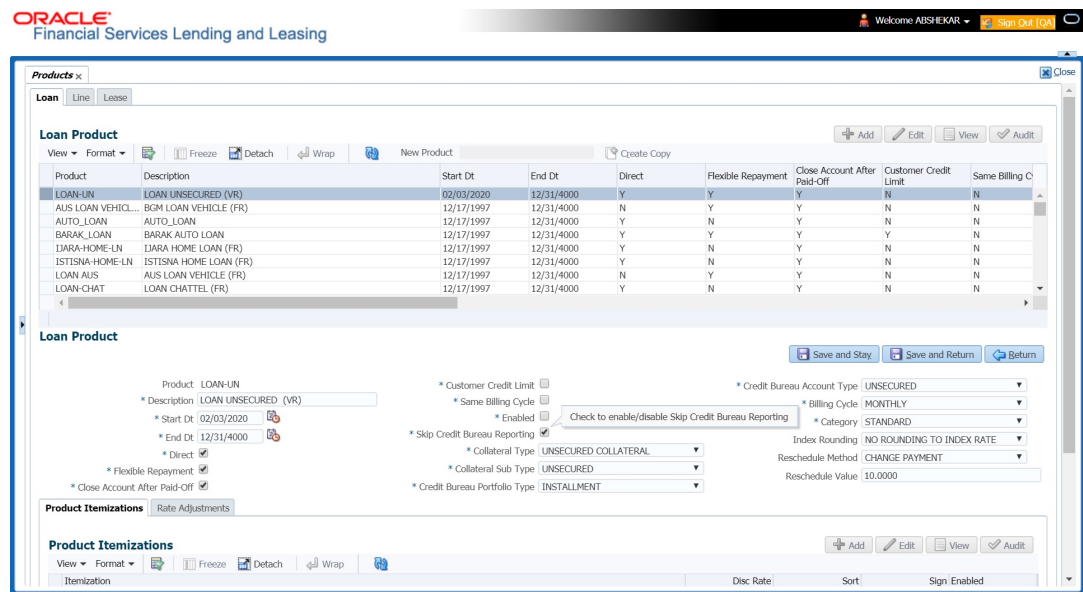 ORACLE
Financial Services Lending and Leasing
Welcome ABSHEKAR
Sign Out [QA]
Products x
Close
Loan Line Lease
Loan Product
Add Edit View Audit
View Format Freeze Detach Wrap New Product Create Copy
Product Description Start Dt End Dt Direct Flexible Repayment Close Account After Paid-Off Customer Credit Limit Same Billing Cy
LOAN-UN LOAN UNSECURED (VR) 02/03/2020 12/31/4000 Y Y Y N N
AUS LOAN VEHICL... BGM LOAN VEHICLE (FR) 12/17/1997 12/31/4000 N Y Y N N
AUTO_LOAN AUTO_LOAN 12/17/1997 12/31/4000 Y N Y N N
BARAK_LOAN BARAK AUTO LOAN 12/17/1997 12/31/4000 Y Y Y Y N
IJARA-HOME-LN IJARA HOME LOAN (FR) 12/17/1997 12/31/4000 Y N Y N N
ISTISNA-HOME-LN ISTISNA HOME LOAN (FR) 12/17/1997 12/31/4000 Y N Y N N
LOAN AUS AUS LOAN VEHICLE (FR) 12/17/1997 12/31/4000 N Y Y N N
LOAN-CHAT LOAN CHATTEL (FR) 12/17/1997 12/31/4000 Y N Y N N
Loan Product
Save and Stay Save and Return Return
Product LOAN-UN
* Description LOAN UNSECURED (VR)
* Start Dt 02/03/2020
* End Dt 12/31/4000
* Direct
* Flexible Repayment
* Close Account After Paid-Off
* Customer Credit Limit
* Same Billing Cycle
* Enabled
Check to enable/disable Skip Credit Bureau Reporting
* Skip Credit Bureau Reporting
* Collateral Type UNSECURED COLLATERAL
* Collateral Sub Type UNSECURED
* Credit Bureau Portfolio Type INSTALLMENT
* Credit Bureau Account Type UNSECURED
* Billing Cycle MONTHLY
* Category STANDARD
Index Rounding NO ROUNDING TO INDEX RATE
Reschedule Method CHANGE PAYMENT
Reschedule Value 10.0000
Product Itemizations Rate Adjustments
Product Itemizations
Add Edit View Audit
View Format Freeze Detach Wrap
Itemization Disc Rate Sort Sign Enabled